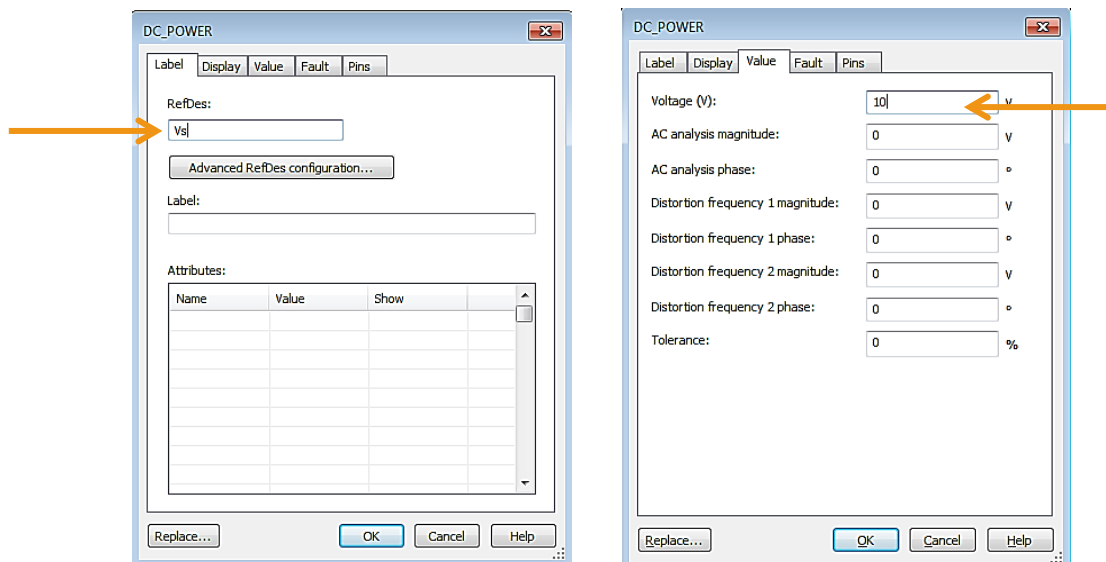 DC_POWER
Label Display Value Fault Pins
RefDes:
Vs
Advanced RefDes configuration...
Label:
Attributes:
Name Value Show
Replace... OK Cancel Help
DC_POWER
Label Display Value Fault Pins
Voltage (V): 10 V
AC analysis magnitude: 0 V
AC analysis phase: 0 °
Distortion frequency 1 magnitude: 0 V
Distortion frequency 1 phase: 0 °
Distortion frequency 2 magnitude: 0 V
Distortion frequency 2 phase: 0 °
Tolerance: 0 %
Replace... OK Cancel Help